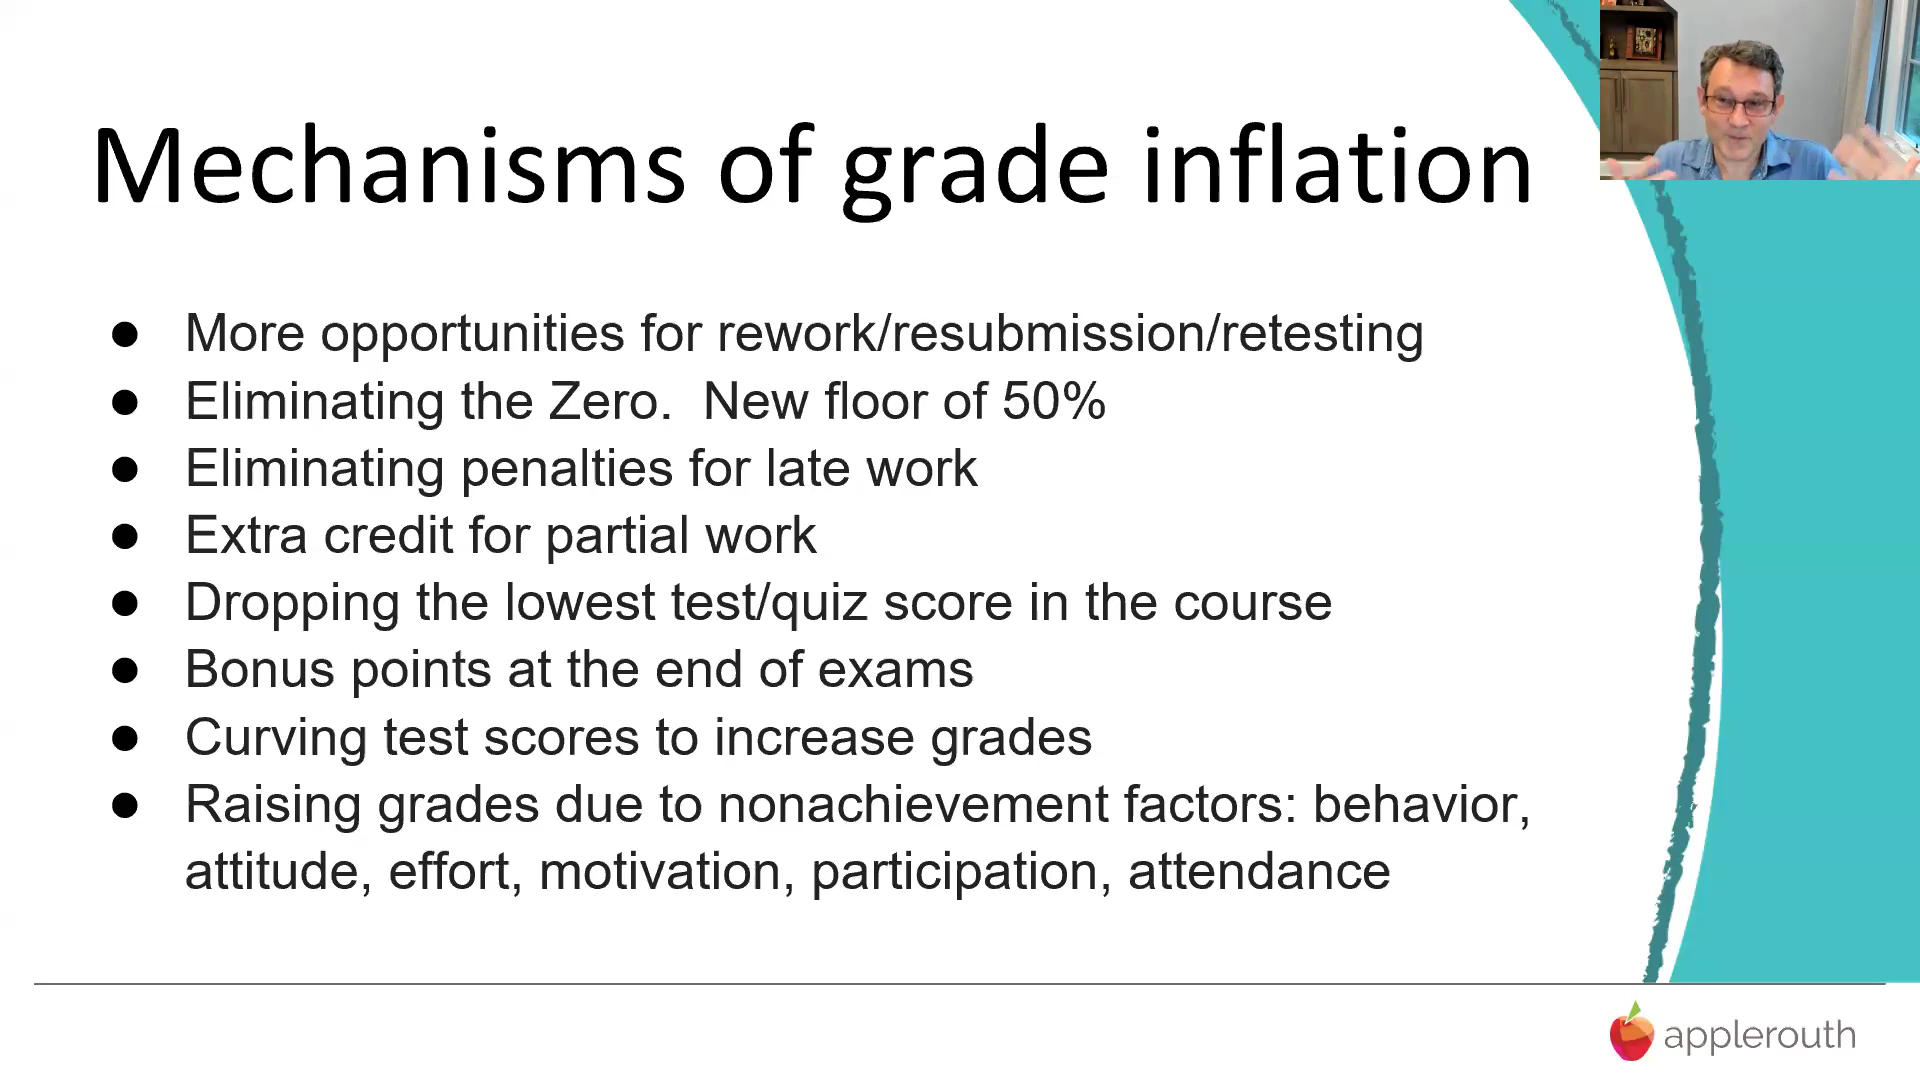 Mechanisms of grade inflation
● More opportunities for rework/resubmission/retesting
● Eliminating the Zero.  New floor of 50%
● Eliminating penalties for late work
● Extra credit for partial work
● Dropping the lowest test/quiz score in the course
● Bonus points at the end of exams
● Curving test scores to increase grades
● Raising grades due to nonachievement factors: behavior,
attitude, effort, motivation, participation, attendance
applerouth